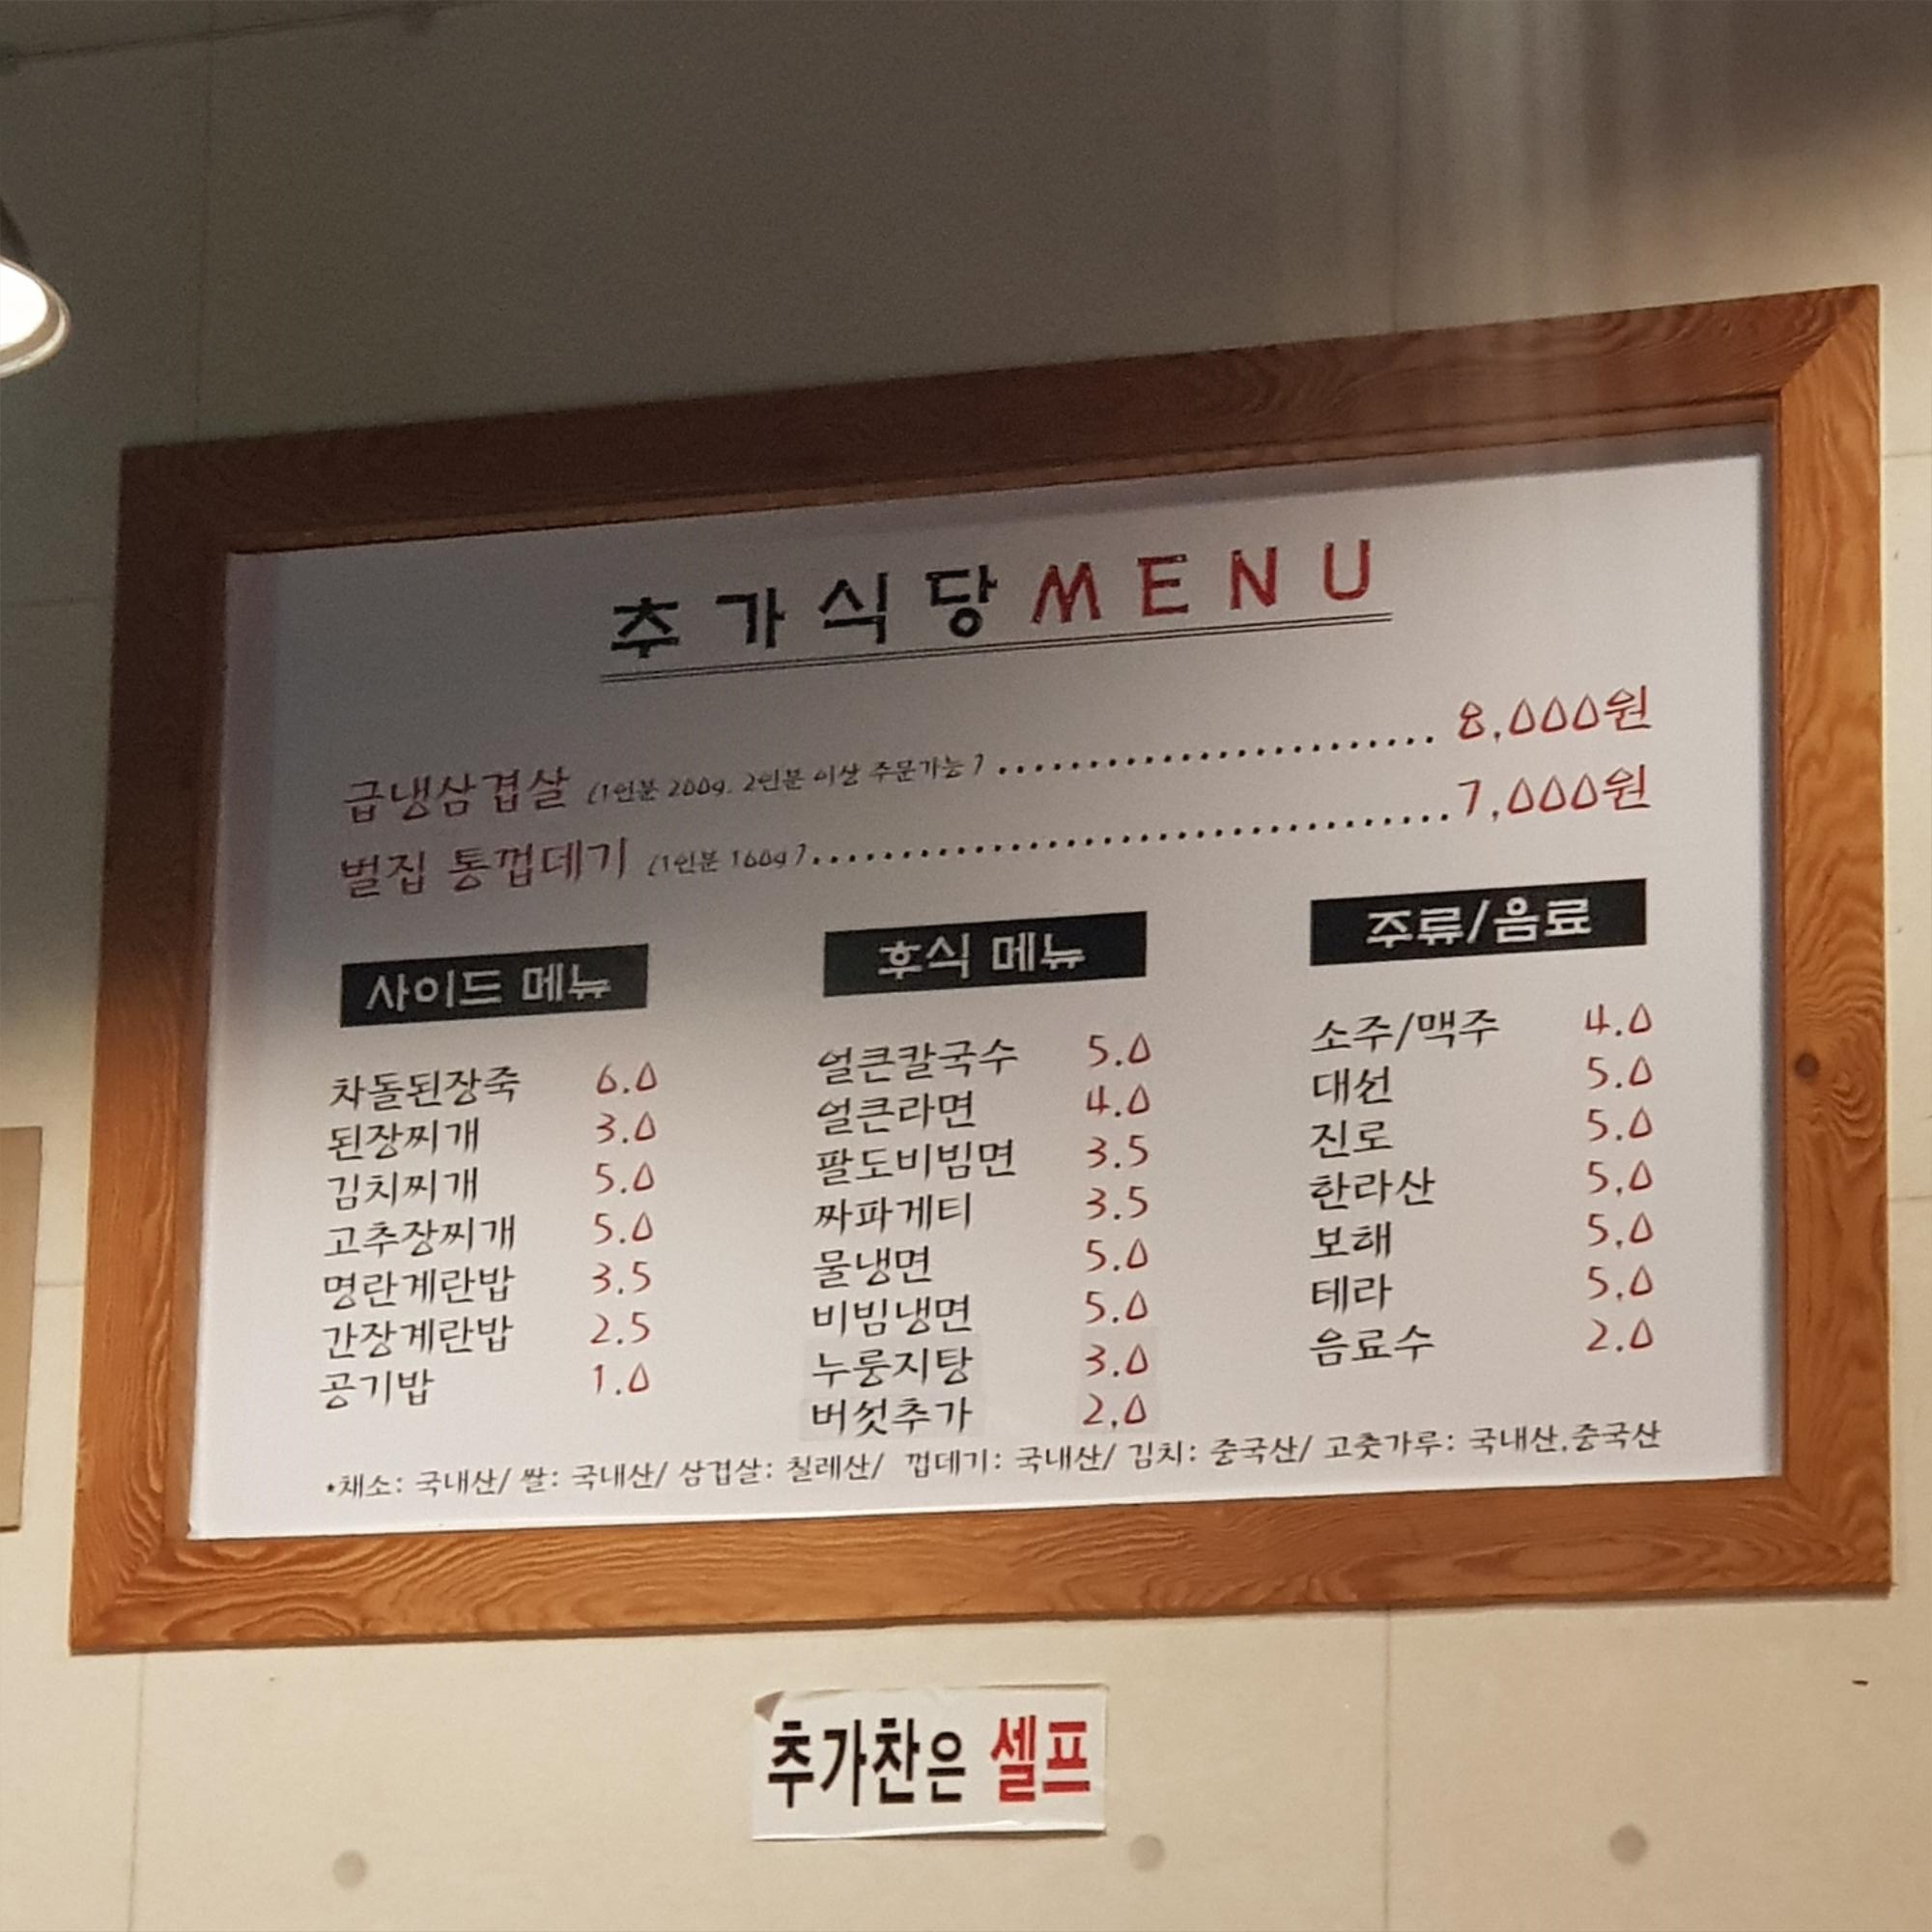 추가식당 MENU
급냉삼겹살 (1인분 200g. 2인분 이상 주문가능) 8,000원
벌집 통껍데기 (1인분 160g) 7,000원
사이드 메뉴
차돌된장죽 6.0
된장찌개 3.0
김치찌개 5.0
고추장찌개 5.0
명란계란밥 3.5
간장계란밥 2.5
공기밥 1.0
후식 메뉴
얼큰칼국수 5.0
얼큰라면 4.0
팔도비빔면 3.5
짜파게티 3.5
물냉면 5.0
비빔냉면 5.0
누룽지탕 3.0
버섯추가 2,0
주류/음료
소주/맥주 4.0
대선 5.0
진로 5.0
한라산 5,0
보해 5,0
테라 5,0
음료수 2.0
*채소: 국내산/ 쌀: 국내산/ 삼겹살: 칠레산/ 껍데기: 국내산/ 김치: 중국산/ 고춧가루: 국내산.중국산
추가찬은 셀프